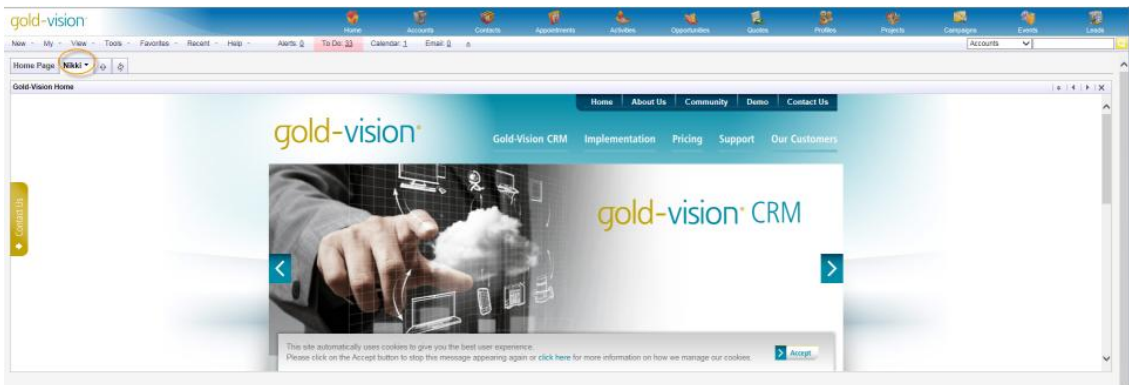 gold-vision
Home Accounts Contacts Appointments Activities Opportunities Quotes Profiles Projects Campaigns Events Leads
New My View Tools Favorites Recent Help Alerts: 0 To Do: 33 Calendar: 1 Email: 0 Accounts
Home Page Nikki
Gold-Vision Home
Home About Us Community Demo Contact Us
gold-vision
Gold-Vision CRM Implementation Pricing Support Our Customers
gold-vision CRM
Contact Us
This site automatically uses cookies to give you the best user experience.
Please click on the Accept button to stop this message appearing again or click here for more information on how we manage our cookies.
Accept